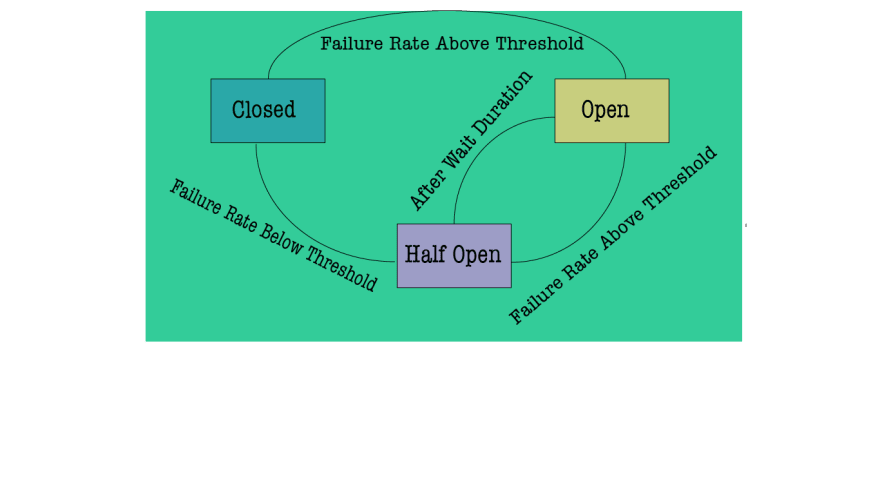 Failure Rate Above Threshold
Closed
Open
After Wait Duration
Failure Rate Below Threshold
Half Open
Failure Rate Above Threshold